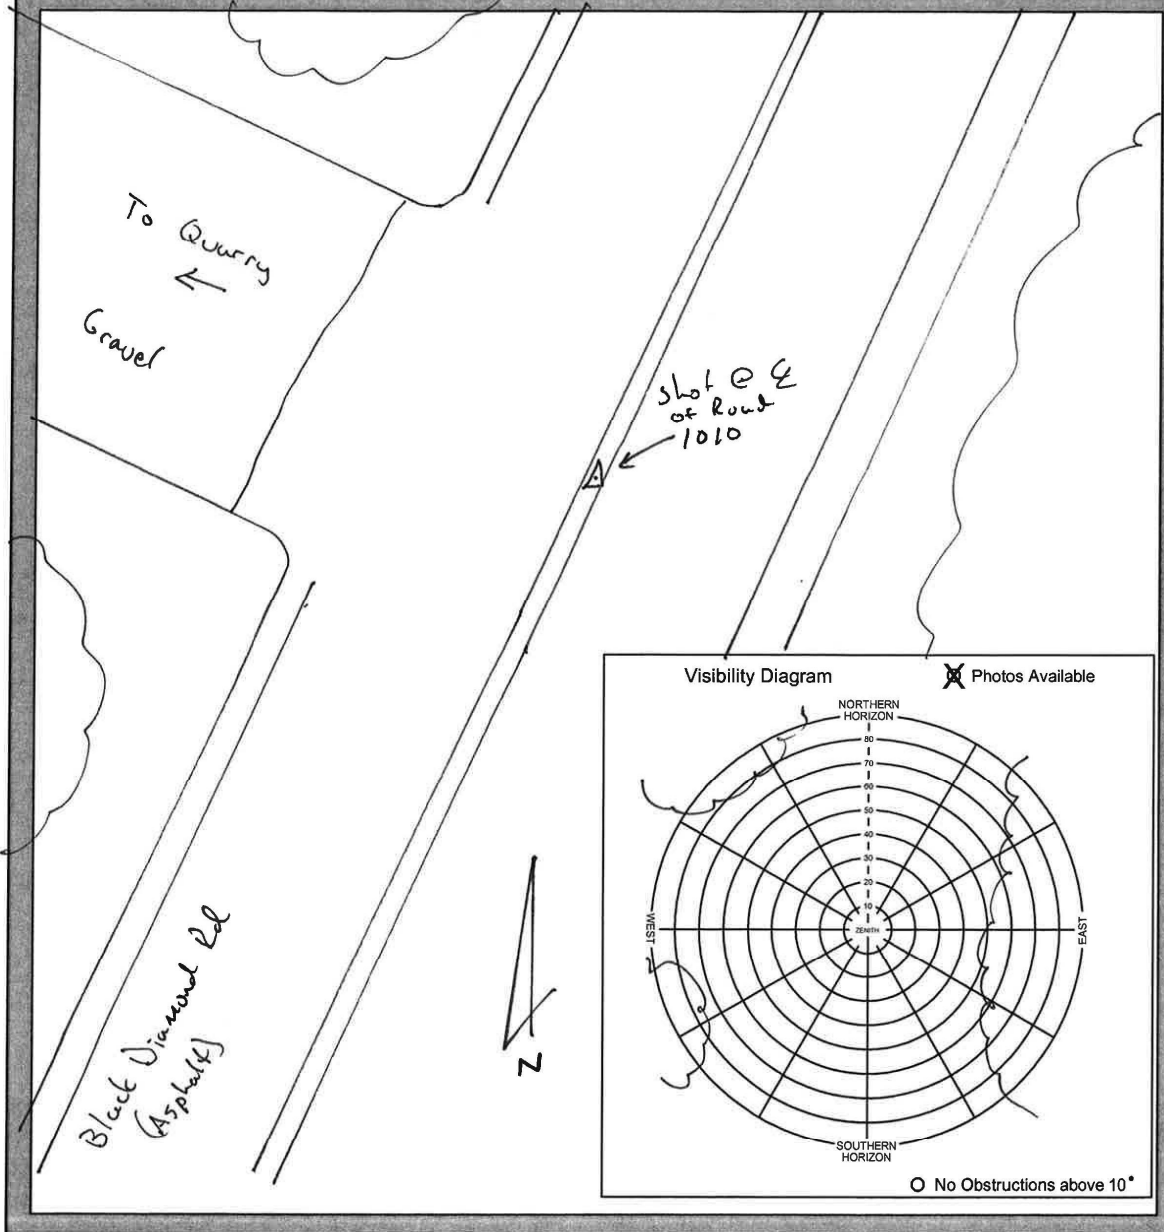 To Quarry
←
Gravel
Shot @ ℄
of Road
1010
Black Diamond Rd
(Asphalt)
N
Visibility Diagram
Photos Available
NORTHERN
HORIZON
80
70
60
50
40
30
20
10
ZENITH
WEST
EAST
SOUTHERN
HORIZON
No Obstructions above 10°